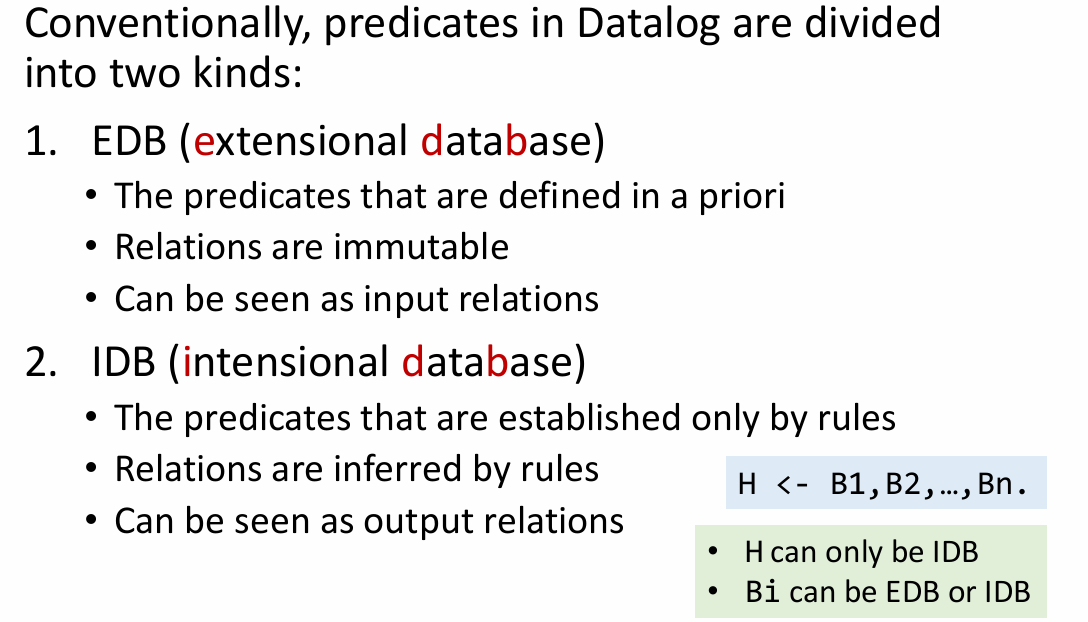 Conventionally, predicates in Datalog are divided
into two kinds:
1. EDB (extensional database)
• The predicates that are defined in a priori
• Relations are immutable
• Can be seen as input relations
2. IDB (intensional database)
• The predicates that are established only by rules
• Relations are inferred by rules
• Can be seen as output relations
H <- B1,B2,…,Bn.
• H can only be IDB
• Bi can be EDB or IDB